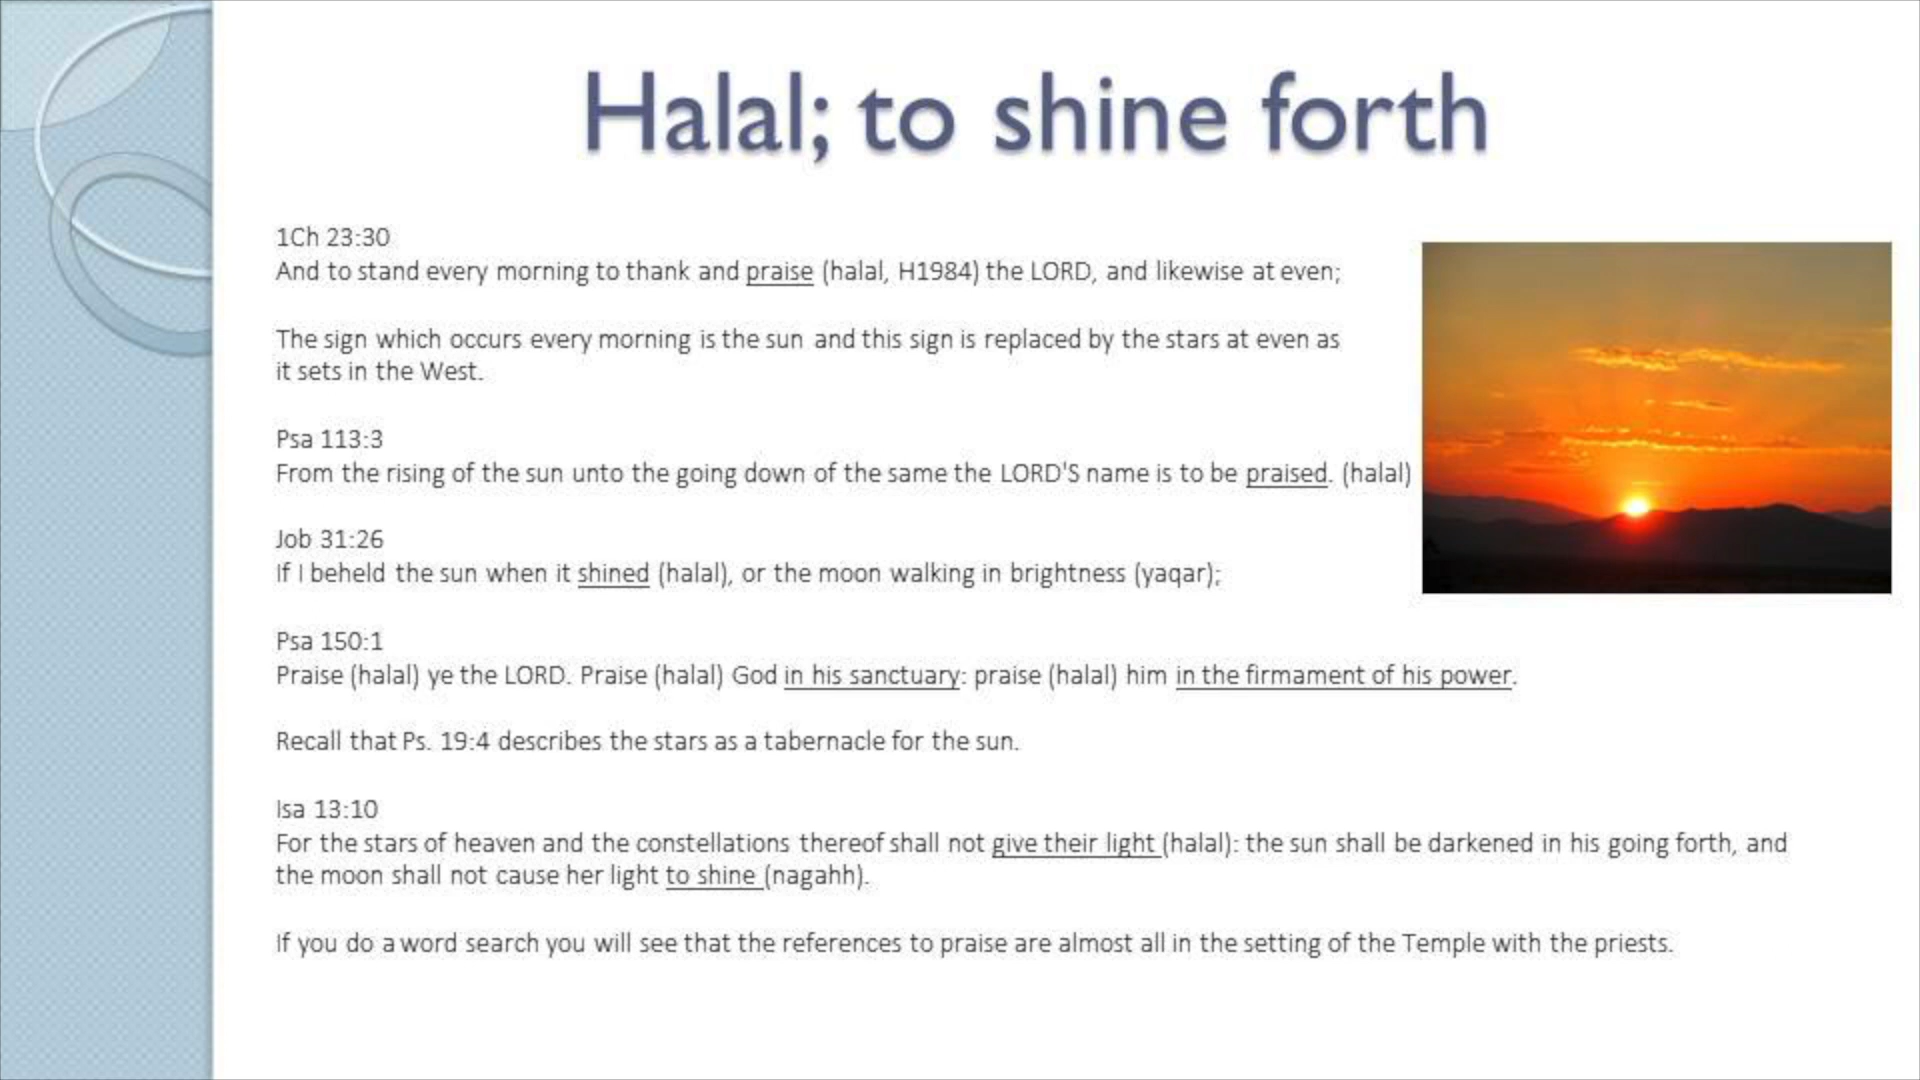 Halal; to shine forth
1Ch 23:30
And to stand every morning to thank and praise (halal, H1984) the LORD, and likewise at even;
The sign which occurs every morning is the sun and this sign is replaced by the stars at even as
it sets in the West.
Psa 113:3
From the rising of the sun unto the going down of the same the LORD'S name is to be praised. (halal)
Job 31:26
If I beheld the sun when it shined (halal), or the moon walking in brightness (yaqar);
Psa 150:1
Praise (halal) ye the LORD. Praise (halal) God in his sanctuary: praise (halal) him in the firmament of his power.
Recall that Ps. 19:4 describes the stars as a tabernacle for the sun.
Isa 13:10
For the stars of heaven and the constellations thereof shall not give their light (halal): the sun shall be darkened in his going forth, and
the moon shall not cause her light to shine (nagahh).
If you do a word search you will see that the references to praise are almost all in the setting of the Temple with the priests.